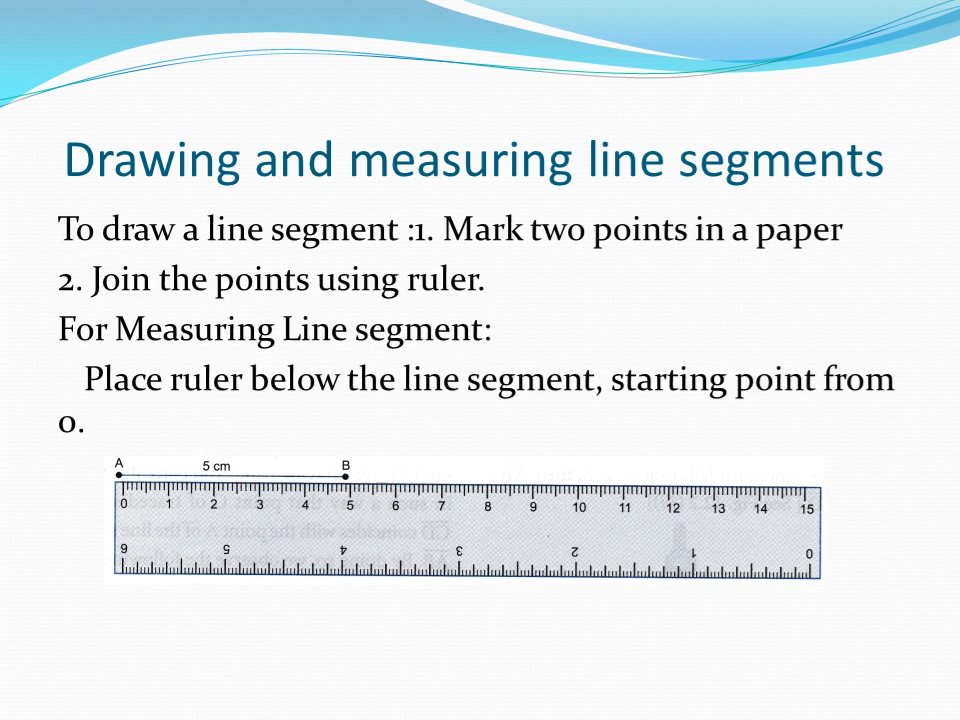 Drawing and measuring line segments
To draw a line segment :1. Mark two points in a paper
2. Join the points using ruler.
For Measuring Line segment:
Place ruler below the line segment, starting point from
0.
A 5 cm B
0 1 2 3 4 5 6 7 8 9 10 11 12 13 14 15
6 5 4 3 2 1 0